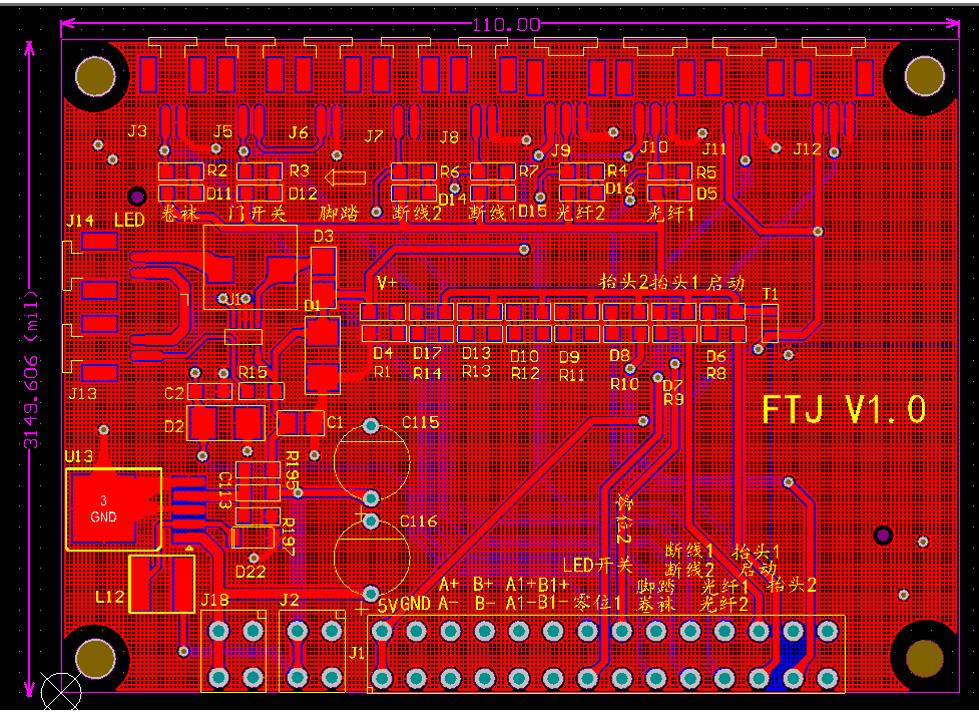 110.00
3149.606 (mil)
J3 J5 J6 J7 J8 J9 J10 J11 J12
R2 R3 R6 R7 R4 R5
D11 D12 D14 D15 D16 D5
J14 LED 卷袜 门开关 脚踏 断线2 断线1 光纤2 光纤1
D3
V+ 抬头2 抬头1 启动
U1 D1 T1
D4 D17 D13 D10 D9 D8 D7 D6
R1 R14 R13 R12 R11 R10 R9 R8
J13 C2 R15
D2 C1 C115
FTJ V1.0
U13 R195
C113
3
GND
R197
C116
D22
零位2
LED开关 断线1 抬头1
断线2 启动
A+ B+ A1+B1+ 脚踏 光纤1 抬头2
5V GND A- B- A1-B1- 零位1 卷袜 光纤2
L12 J18 J2 J1